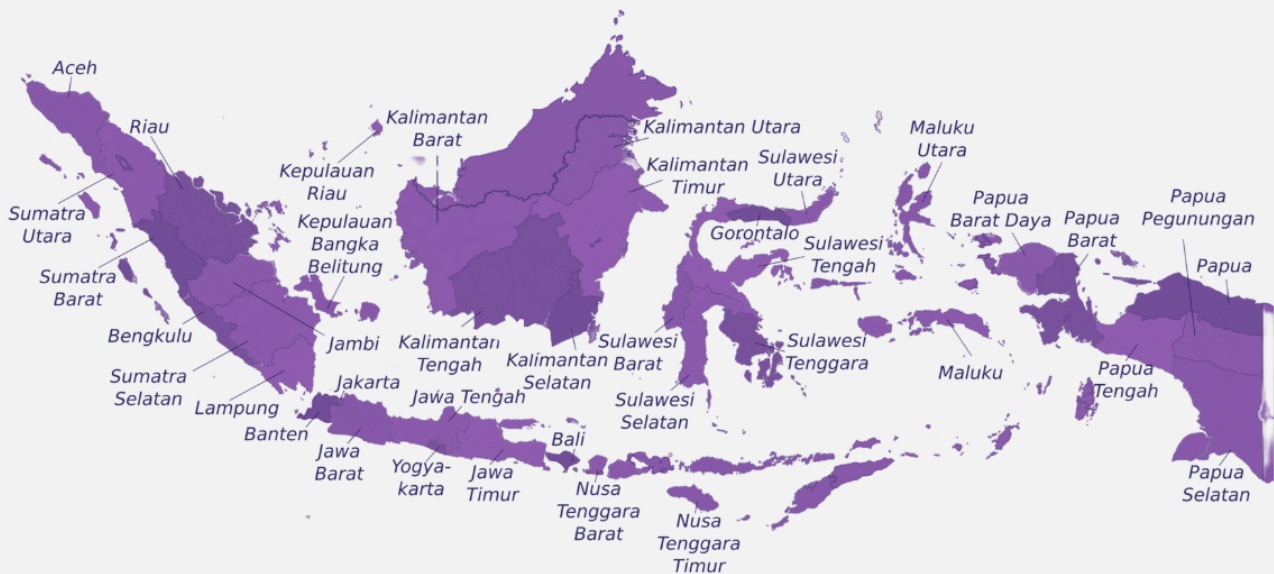 Aceh
Riau
Kepulauan
Riau
Kalimantan
Barat
Kalimantan Utara
Kalimantan
Timur
Sulawesi
Utara
Maluku
Utara
Papua
Barat Daya
Papua
Barat
Papua
Pegunungan
Papua
Sumatra
Utara
Kepulauan
Bangka
Belitung
Gorontalo
Sulawesi
Tengah
Sumatra
Barat
Bengkulu
Jambi
Kalimantan
Tengah
Kalimantan
Selatan
Sulawesi
Barat
Sulawesi
Tenggara
Maluku
Papua
Tengah
Sumatra
Selatan
Lampung
Jakarta
Banten
Jawa Tengah
Sulawesi
Selatan
Jawa
Barat
Yogya-
karta
Jawa
Timur
Bali
Nusa
Tenggara
Barat
Nusa
Tenggara
Timur
Papua
Selatan